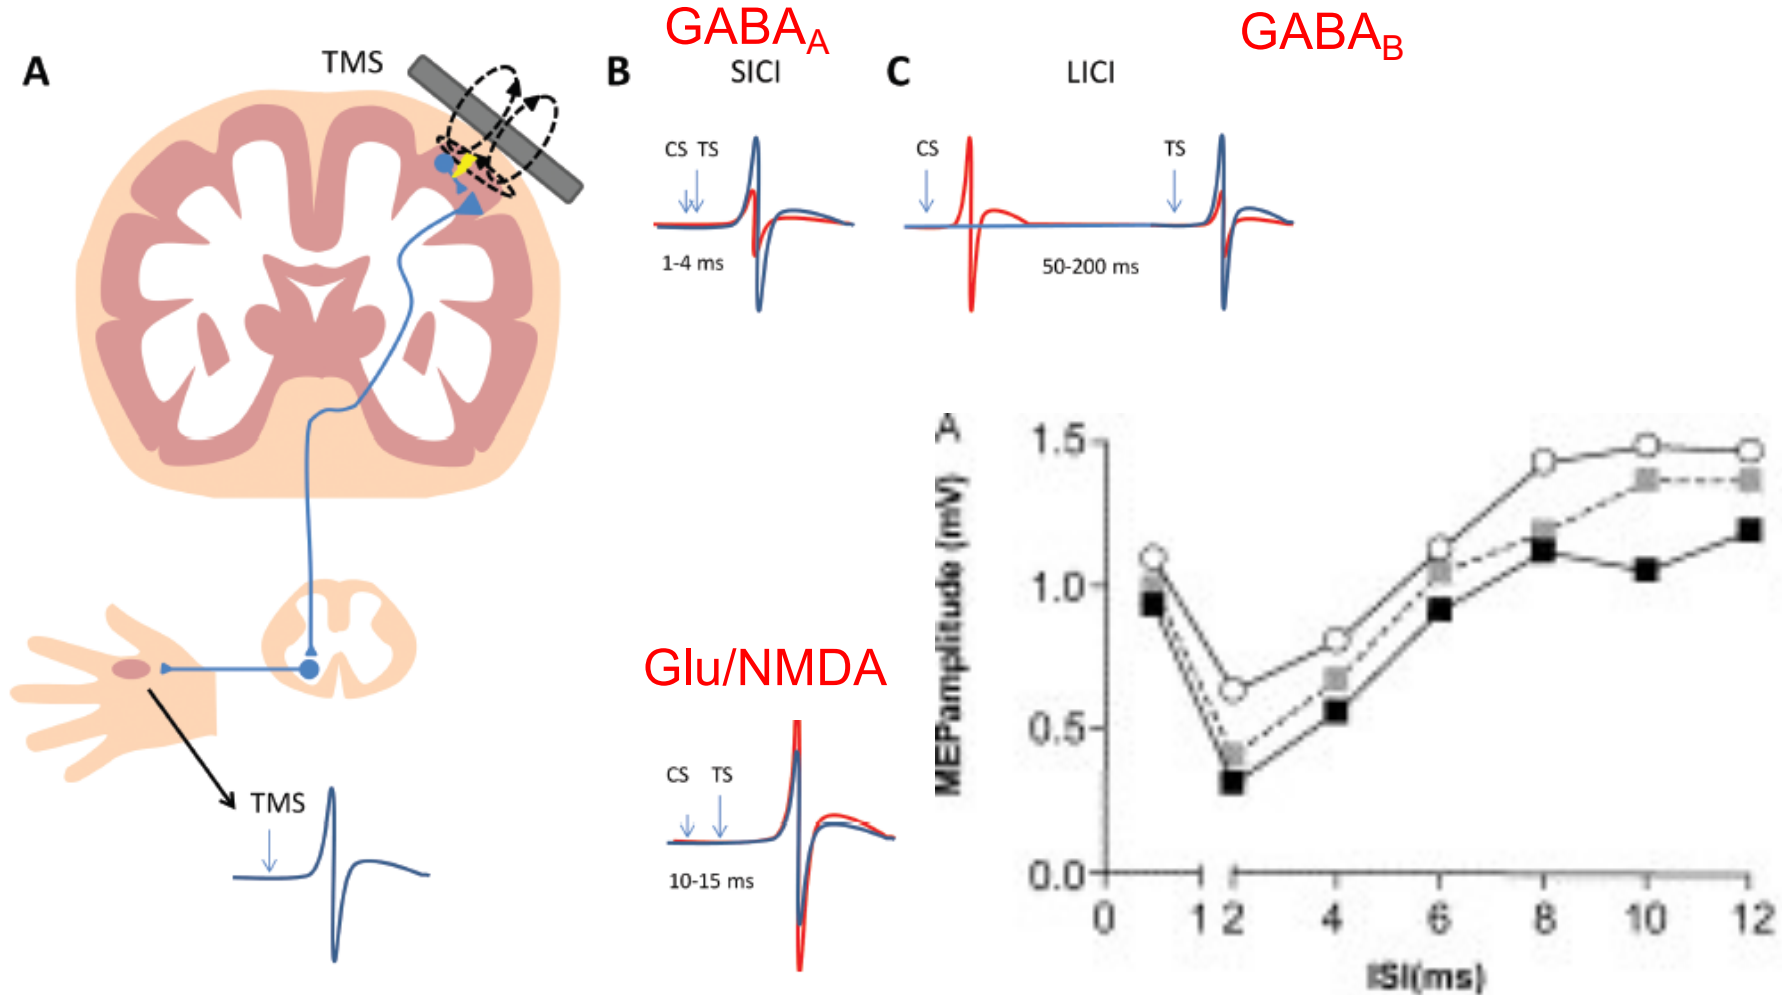 A
TMS
GABA_A
B
SICI
CS TS
1-4 ms
C
LICI
GABA_B
CS
TS
50-200 ms
TMS
Glu/NMDA
CS TS
10-15 ms
A
MEPamplitude (mV)
1.5
1.0
0.5
0.0
0 1 2 4 6 8 10 12
ISI(ms)